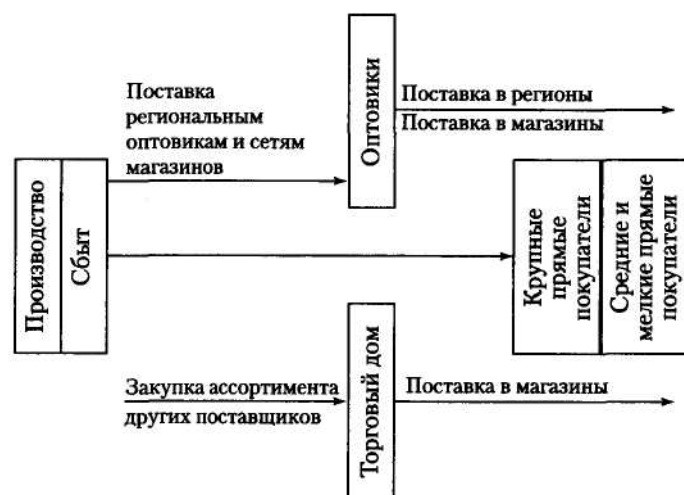 Поставка
региональным
оптовикам и сетям
магазинов
Оптовики
Поставка в регионы
Поставка в магазины
Производство
Сбыт
Крупные
прямые
покупатели
Средние и
мелкие прямые
покупатели
Закупка ассортимента
других поставщиков
Торговый дом
Поставка в магазины